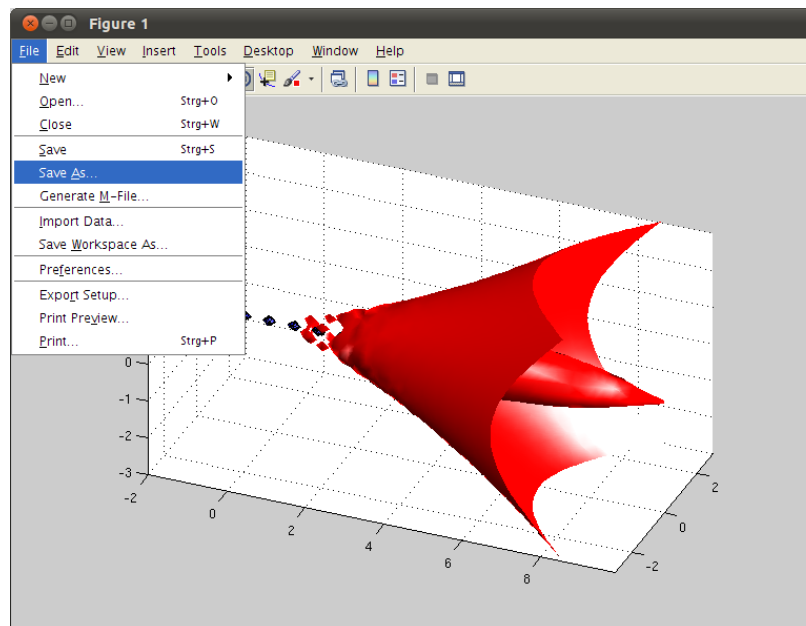 Figure 1
File Edit View Insert Tools Desktop Window Help
New
Open... Strg+O
Close Strg+W
Save Strg+S
Save As...
Generate M-File...
Import Data...
Save Workspace As...
Preferences...
Export Setup...
Print Preview...
Print... Strg+P
0
-1
-2
-3
-2
0
2
4
6
8
-2
0
2